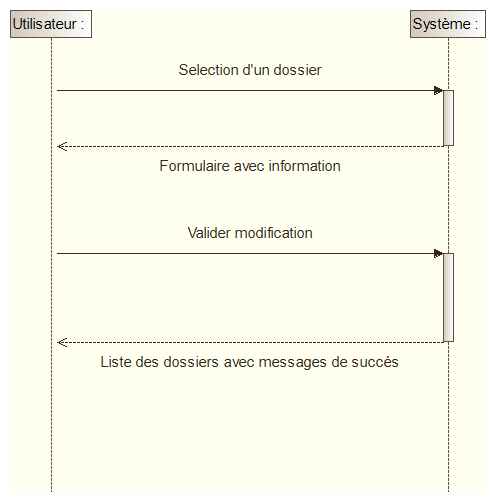 Utilisateur :
Système :
Selection d'un dossier
Formulaire avec information
Valider modification
Liste des dossiers avec messages de succés